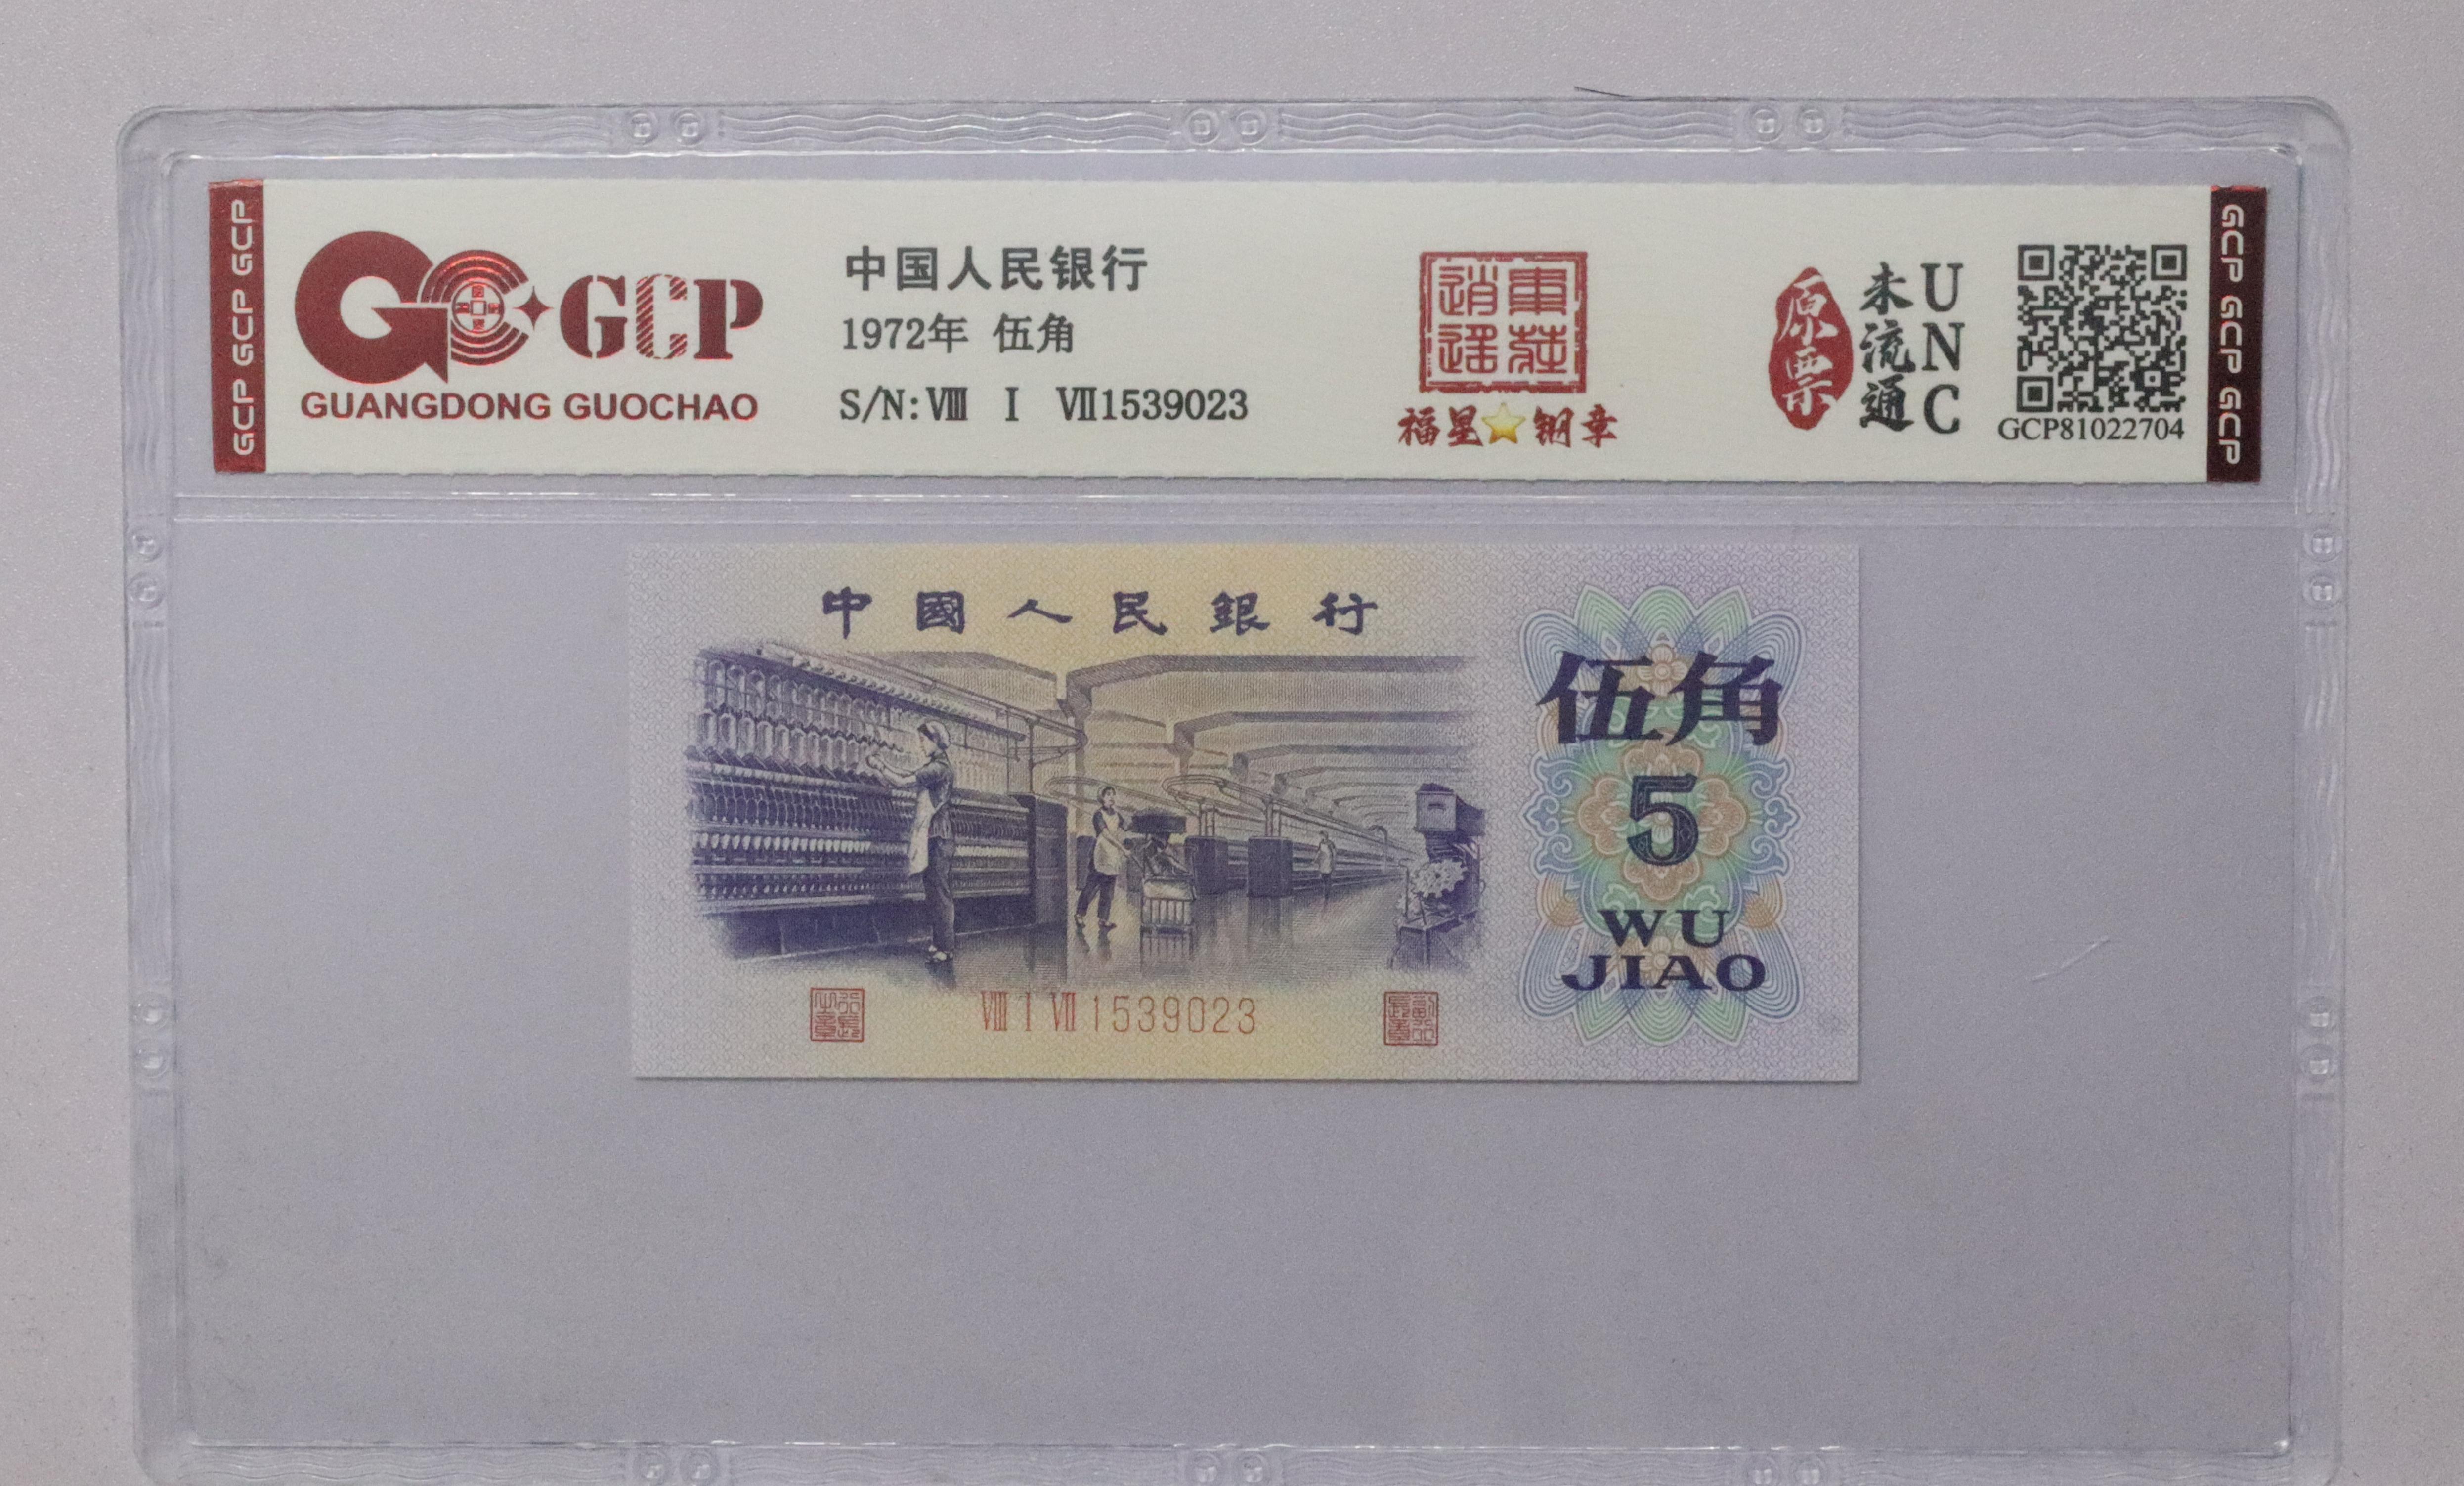 GCP GCP GCP
GCP
GUANGDONG GUOCHAO
中国人民银行
1972年 伍角
S/N:Ⅷ Ⅰ Ⅶ1539023
福星⭐钢章
原票
未流通
UNC
GCP81022704
GCP GCP GCP
中國人民銀行
伍角
5
WU
JIAO
Ⅷ Ⅰ Ⅶ 1539023